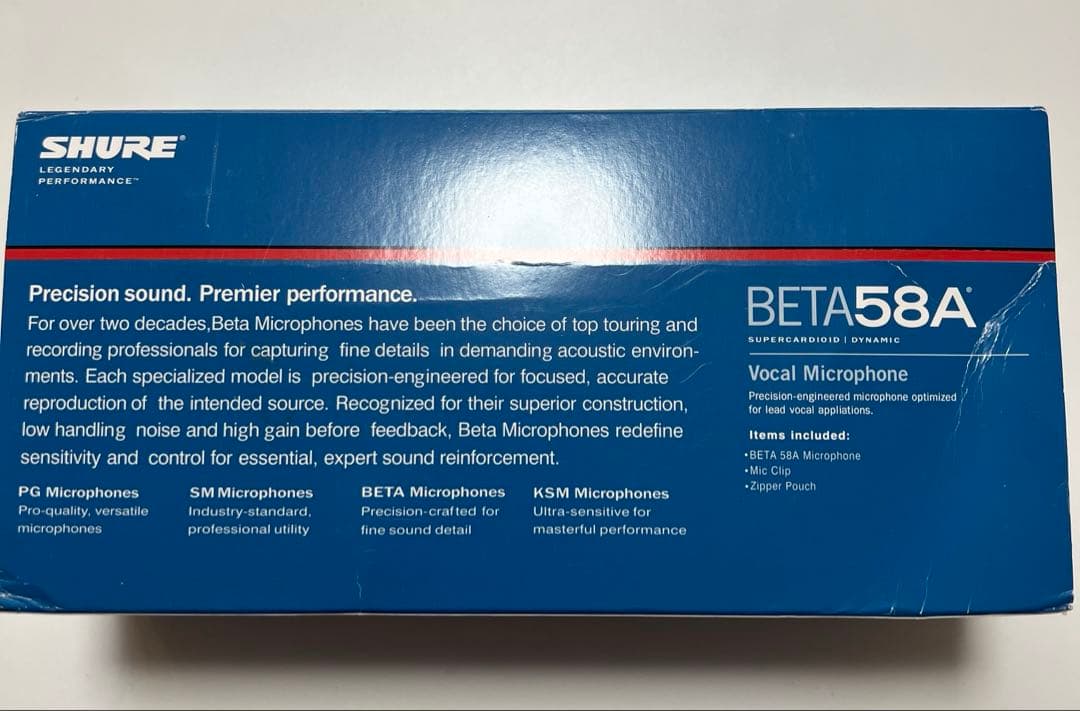 SHURE®
LEGENDARY
PERFORMANCE™
Precision sound. Premier performance.
For over two decades,Beta Microphones have been the choice of top touring and
recording professionals for capturing fine details in demanding acoustic environ-
ments. Each specialized model is precision-engineered for focused, accurate
reproduction of the intended source. Recognized for their superior construction,
low handling noise and high gain before feedback, Beta Microphones redefine
sensitivity and control for essential, expert sound reinforcement.
PG Microphones
Pro-quality, versatile
microphones
SM Microphones
Industry-standard,
professional utility
BETA Microphones
Precision-crafted for
fine sound detail
KSM Microphones
Ultra-sensitive for
masterful performance
BETA58A®
SUPERCARDIOID | DYNAMIC
Vocal Microphone
Precision-engineered microphone optimized
for lead vocal appliations.
Items included:
•BETA 58A Microphone
•Mic Clip
•Zipper Pouch